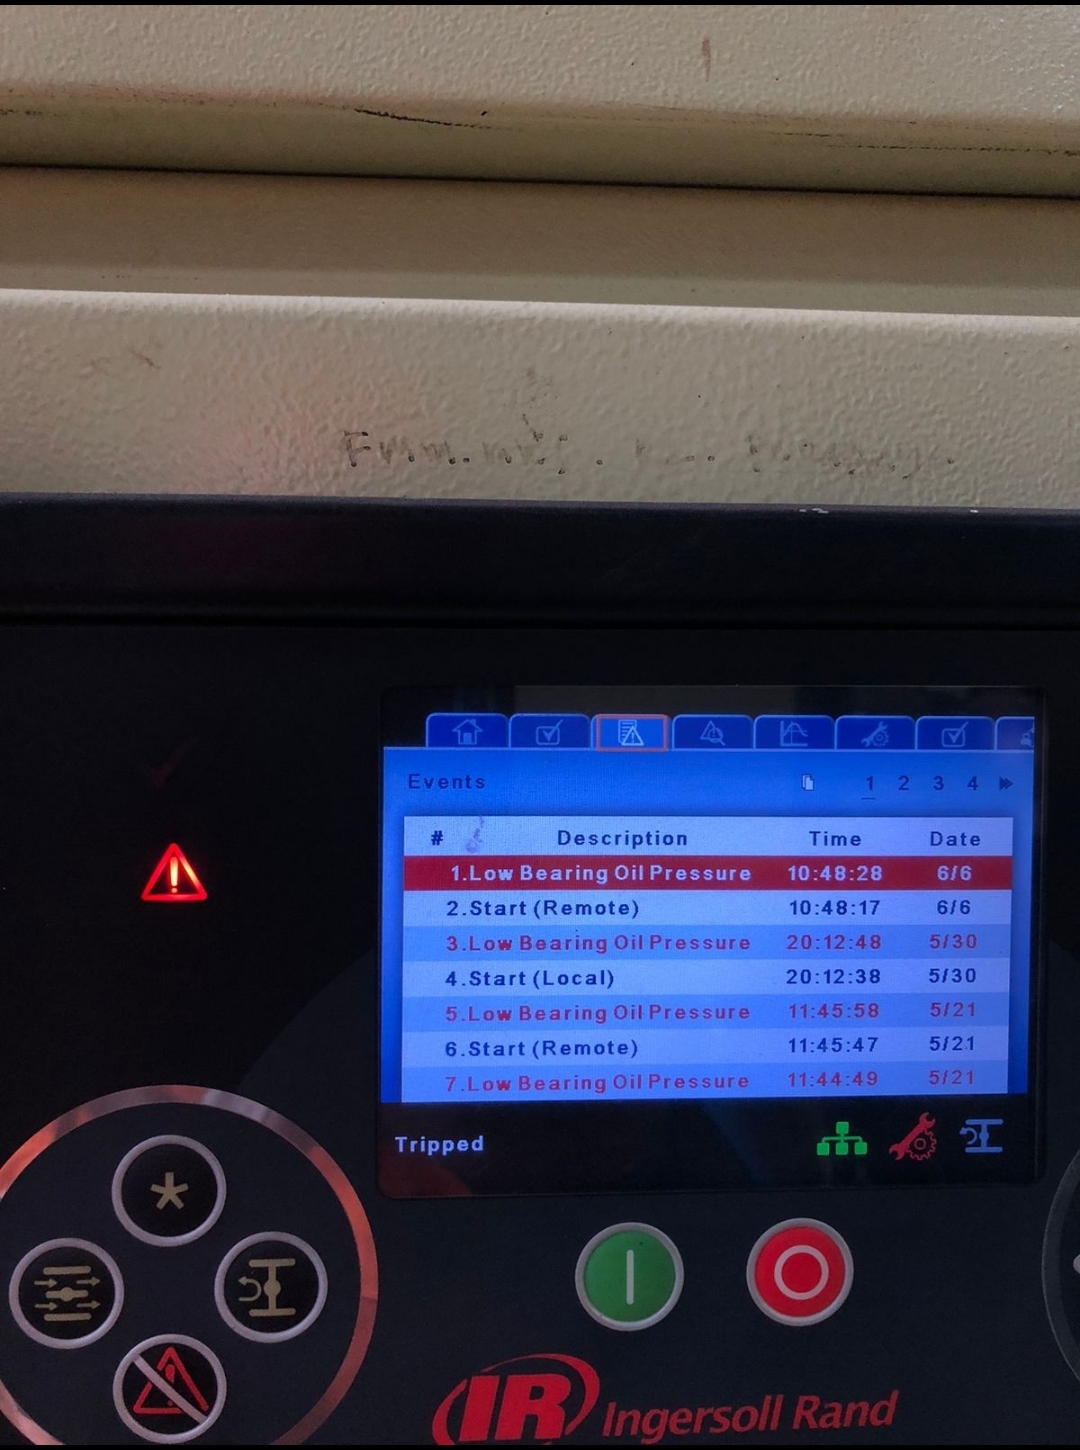 Events 1 2 3 4
# Description Time Date
1.Low Bearing Oil Pressure 10:48:28 6/6
2.Start (Remote) 10:48:17 6/6
3.Low Bearing Oil Pressure 20:12:48 5/30
4.Start (Local) 20:12:38 5/30
5.Low Bearing Oil Pressure 11:45:58 5/21
6.Start (Remote) 11:45:47 5/21
7.Low Bearing Oil Pressure 11:44:49 5/21
Tripped
IR Ingersoll Rand